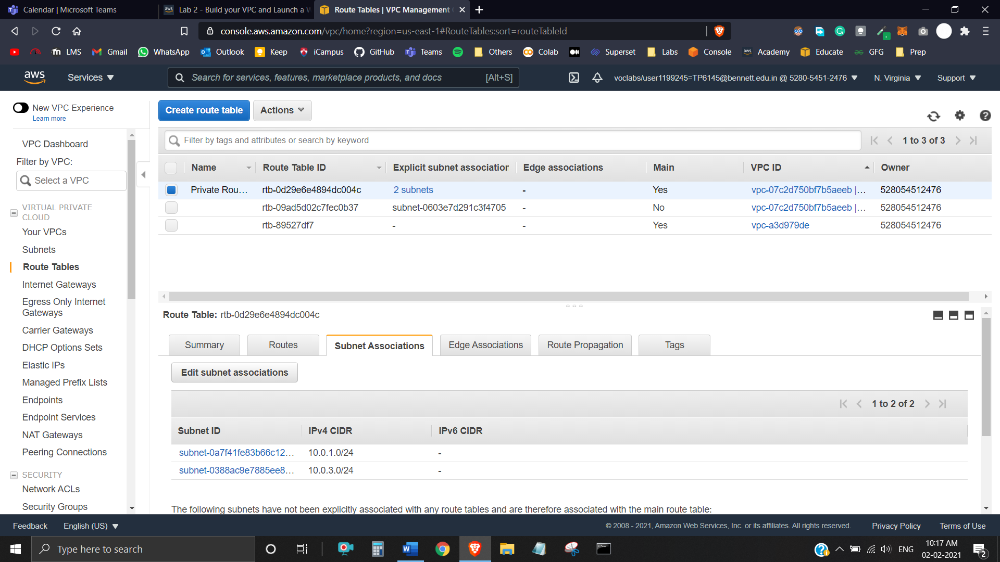 Calendar | Microsoft Teams
aws Lab 2 - Build your VPC and Launch a W
Route Tables | VPC Management
console.aws.amazon.com/vpc/home?region=us-east-1#RouteTables:sort=routeTableId
LMS Gmail WhatsApp Outlook Keep iCampus GitHub Teams Others Colab Superset Labs Console aws Academy Educate GFG Prep
aws Services Search for services, features, marketplace products, and docs [Alt+S] voclabs/user1199245=TP6145@bennett.edu.in @ 5280-5451-2476 N. Virginia Support
New VPC Experience
Learn more
VPC Dashboard
Filter by VPC:
Select a VPC
VIRTUAL PRIVATE
CLOUD
Your VPCs
Subnets
Route Tables
Internet Gateways
Egress Only Internet
Gateways
Carrier Gateways
DHCP Options Sets
Elastic IPs
Managed Prefix Lists
Endpoints
Endpoint Services
NAT Gateways
Peering Connections
SECURITY
Network ACLs
Security Groups
Create route table Actions
Filter by tags and attributes or search by keyword 1 to 3 of 3
Name Route Table ID Explicit subnet association Edge associations Main VPC ID Owner
Private Rou… rtb-0d29e6e4894dc004c 2 subnets - Yes vpc-07c2d750bf7b5aeeb |… 528054512476
rtb-09ad5d02c7fec0b37 subnet-0603e7d291c3f4705 - No vpc-07c2d750bf7b5aeeb |… 528054512476
rtb-89527df7 - - Yes vpc-a3d979de 528054512476
Route Table: rtb-0d29e6e4894dc004c
Summary Routes Subnet Associations Edge Associations Route Propagation Tags
Edit subnet associations
1 to 2 of 2
Subnet ID IPv4 CIDR IPv6 CIDR
subnet-0a7f41fe83b66c12… 10.0.1.0/24 -
subnet-0388ac9e7885ee8… 10.0.3.0/24 -
The following subnets have not been explicitly associated with any route tables and are therefore associated with the main route table:
Feedback English (US) © 2008 - 2021, Amazon Web Services, Inc. or its affiliates. All rights reserved. Privacy Policy Terms of Use
Type here to search
ENG
10:17 AM
02-02-2021
2